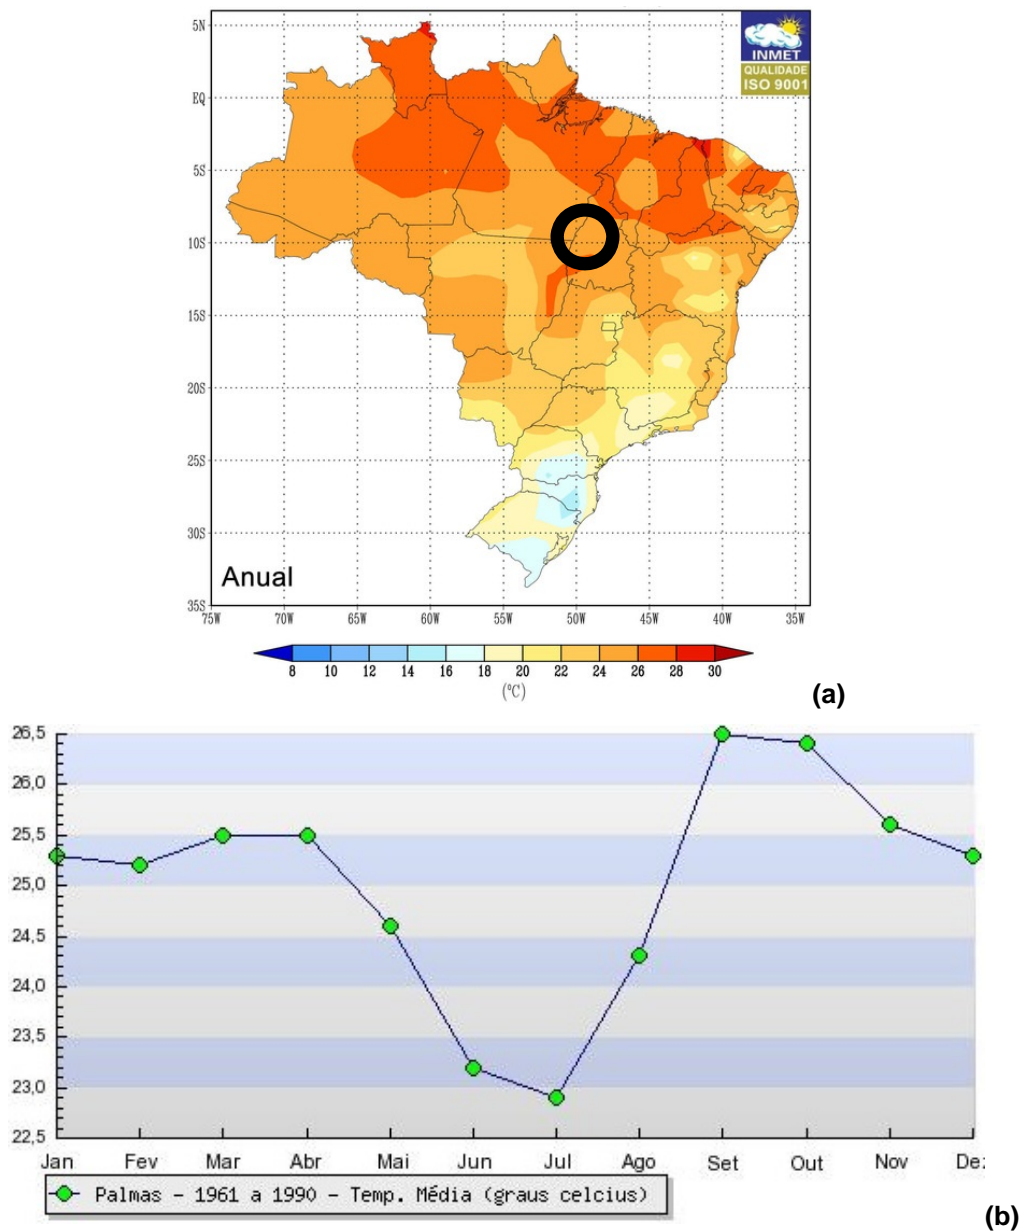 5N
EQ
5S
10S
15S
20S
25S
30S
35S
INMET
QUALIDADE
ISO 9001
Anual
75W 70W 65W 60W 55W 50W 45W 40W 35W
8 10 12 14 16 18 20 22 24 26 28 30
(°C)
(a)
26,5
26,0
25,5
25,0
24,5
24,0
23,5
23,0
22,5
Jan Fev Mar Abr Mai Jun Jul Ago Set Out Nov De
Palmas - 1961 a 1990 - Temp. Média (graus celcius)
(b)